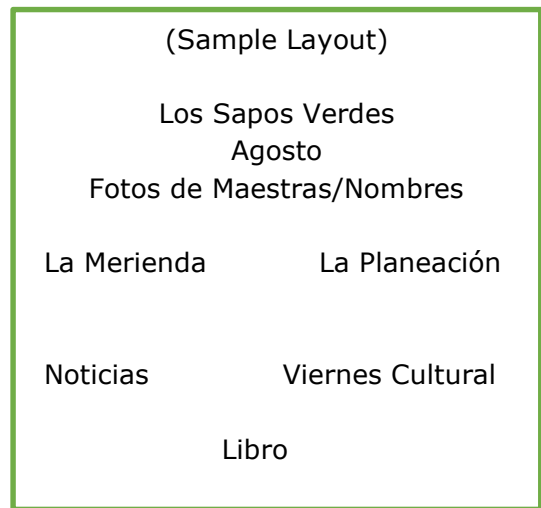 (Sample Layout)
Los Sapos Verdes
Agosto
Fotos de Maestras/Nombres
La Merienda La Planeación
Noticias Viernes Cultural
Libro